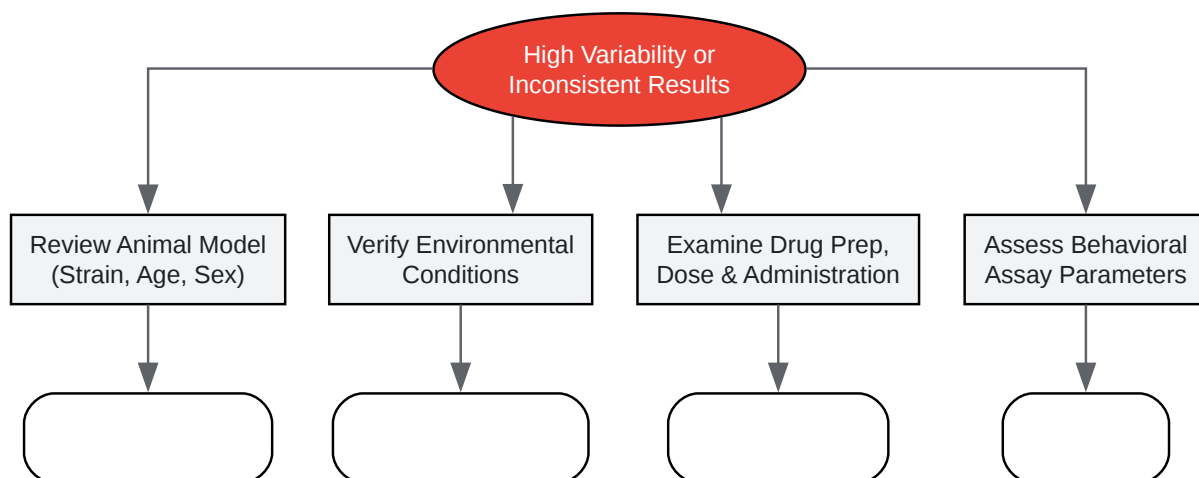 High Variability or
Inconsistent Results
Review Animal Model
(Strain, Age, Sex)
Verify Environmental
Conditions
Examine Drug Prep,
Dose & Administration
Assess Behavioral
Assay Parameters